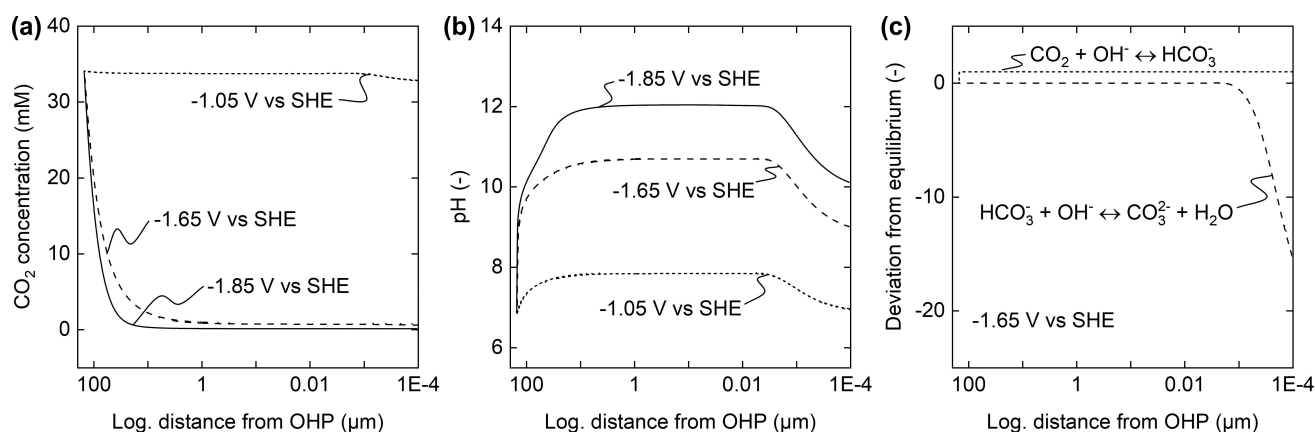 (a)
40
30
20
10
0
CO₂ concentration (mM)
-1.05 V vs SHE
-1.65 V vs SHE
-1.85 V vs SHE
100
1
0.01
1E-4
Log. distance from OHP (µm)
(b)
14
12
10
8
6
pH (-)
-1.85 V vs SHE
-1.65 V vs SHE
-1.05 V vs SHE
100
1
0.01
1E-4
Log. distance from OHP (µm)
(c)
0
-10
-20
Deviation from equilibrium (-)
CO₂ + OH⁻ ↔ HCO₃⁻
HCO₃⁻ + OH⁻ ↔ CO₃²⁻ + H₂O
-1.65 V vs SHE
100
1
0.01
1E-4
Log. distance from OHP (µm)